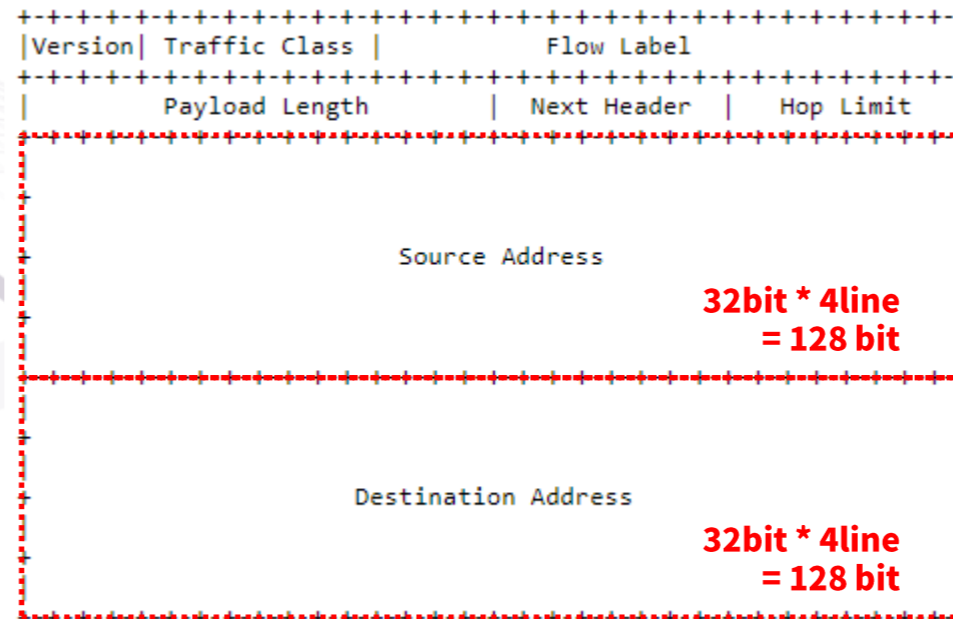 +-+-+-+-+-+-+-+-+-+-+-+-+-+-+-+-+-+-+-+-+-+-+-+-+-+-+-+-+-+-+-+-
|Version| Traffic Class |           Flow Label
+-+-+-+-+-+-+-+-+-+-+-+-+-+-+-+-+-+-+-+-+-+-+-+-+-+-+-+-+-+-+-+-
|         Payload Length        |  Next Header  |   Hop Limit
+-+-+-+-+-+-+-+-+-+-+-+-+-+-+-+-+-+-+-+-+-+-+-+-+-+-+-+-+-+-+-+-
|
+
|
+                         Source Address
|
32bit * 4line
+
= 128 bit
|
+-+-+-+-+-+-+-+-+-+-+-+-+-+-+-+-+-+-+-+-+-+-+-+-+-+-+-+-+-+-+-+-
|
+
|
+                      Destination Address
|
32bit * 4line
+
= 128 bit
|
+-+-+-+-+-+-+-+-+-+-+-+-+-+-+-+-+-+-+-+-+-+-+-+-+-+-+-+-+-+-+-+-